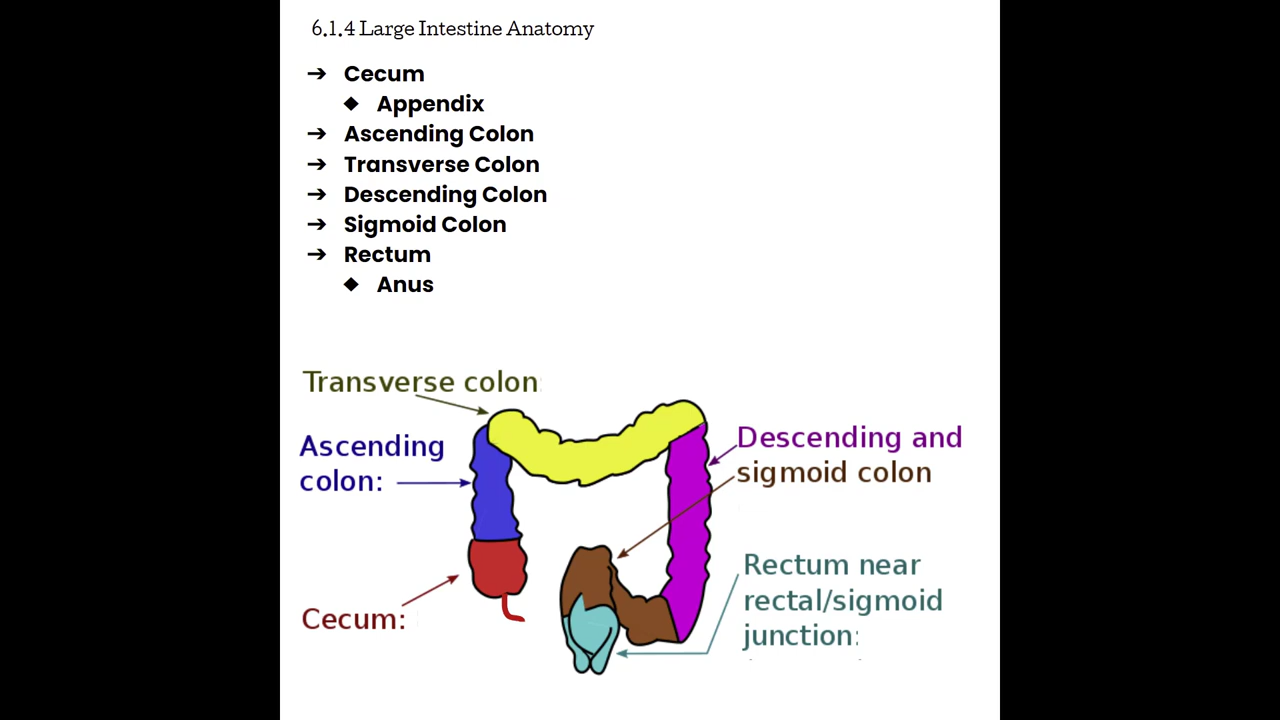 6.1.4 Large Intestine Anatomy
➔ Cecum
◆ Appendix
➔ Ascending Colon
➔ Transverse Colon
➔ Descending Colon
➔ Sigmoid Colon
➔ Rectum
◆ Anus
Transverse colon
Ascending
colon:
Cecum:
Descending and
sigmoid colon
Rectum near
rectal/sigmoid
junction: